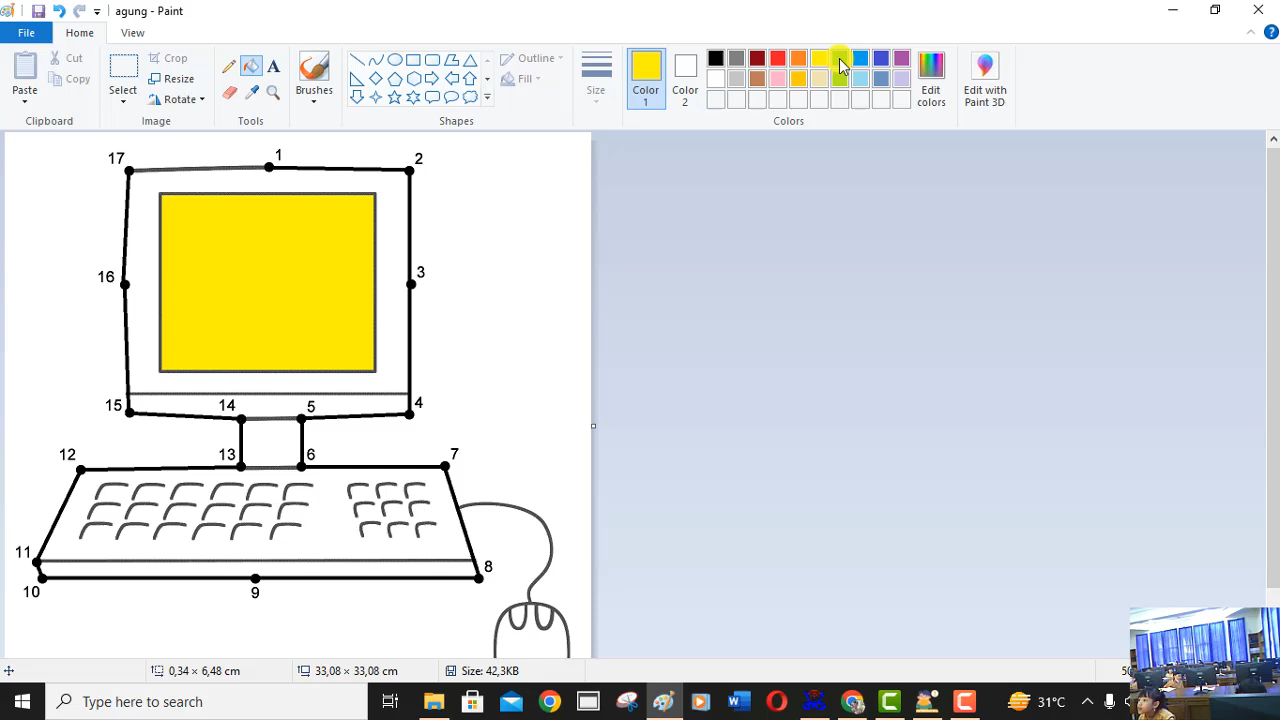 agung - Paint
File Home View
Paste
Cut
Copy
Clipboard
Select
Crop
Resize
Rotate
Image
A
Tools
Brushes
Outline
Fill
Shapes
Size
Color 1
Color 2
Edit colors
Colors
Edit with Paint 3D
17 1 2
16 3
15 14 5 4
12 13 6 7
11 8
10 9
0,34 × 6,48 cm 33,08 × 33,08 cm Size: 42,3KB
Type here to search 31°C